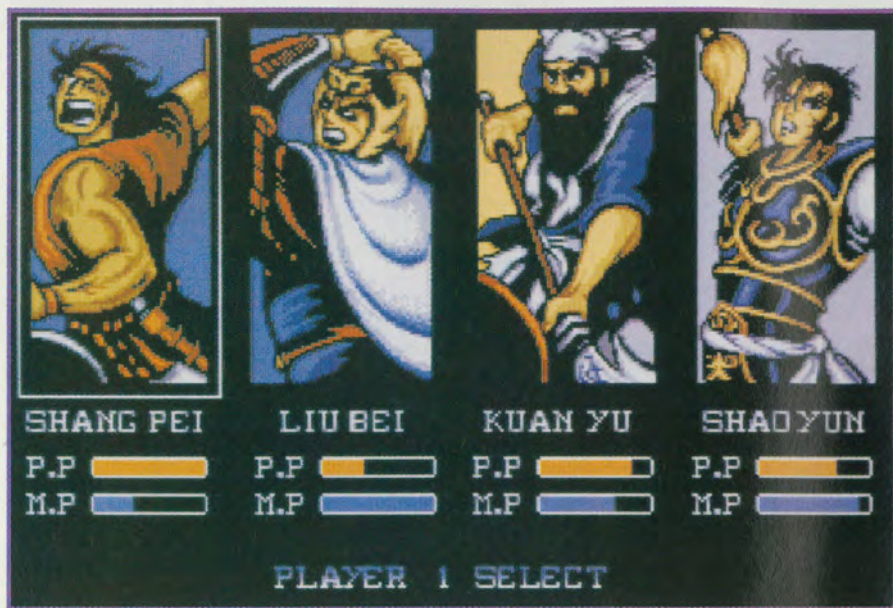 SHANG PEI LIU BEI KUAN YU SHAO YUN
P.P P.P P.P P.P
M.P M.P M.P M.P
PLAYER 1 SELECT